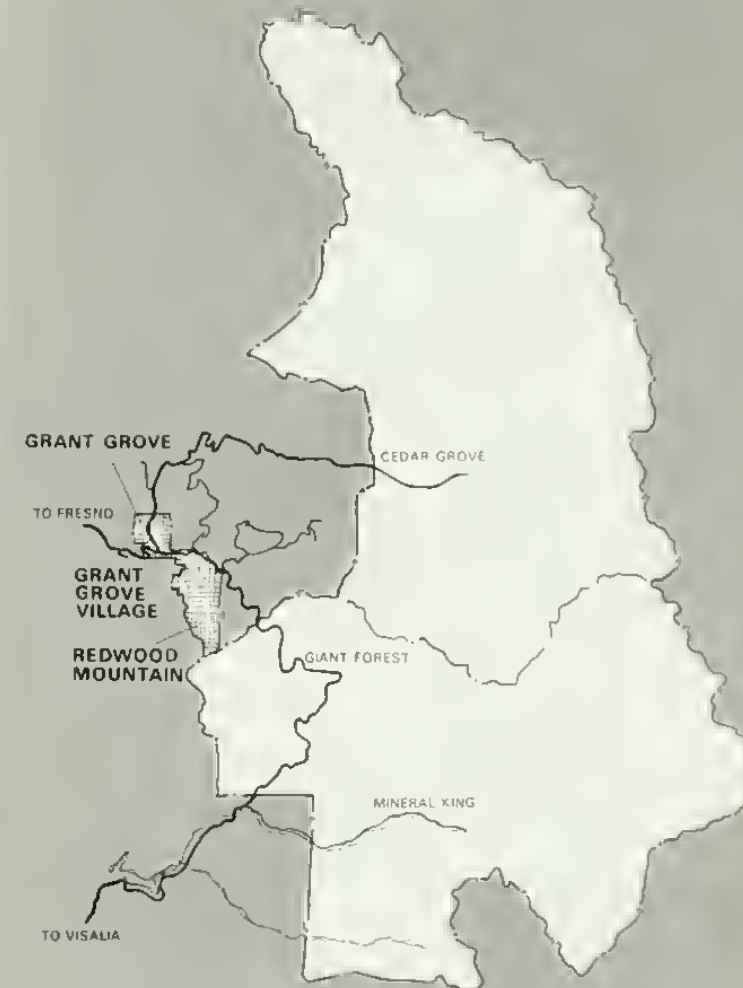 GRANT GROVE
CEDAR GROVE
TO FRESNO
GRANT
GROVE
VILLAGE
REDWOOD
MOUNTAIN
GIANT FOREST
MINERAL KING
TO VISALIA